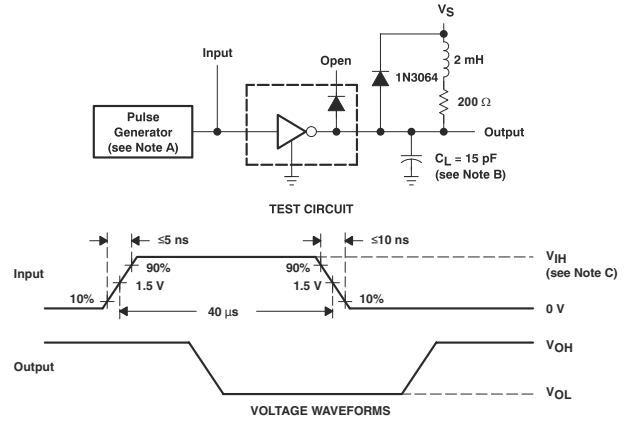 VS
Input
Open
2 mH
1N3064
200 Ω
Pulse
Generator
(see Note A)
Output
CL = 15 pF
(see Note B)
TEST CIRCUIT
≤5 ns
≤10 ns
VIH
(see Note C)
90%
90%
Input
1.5 V
1.5 V
10%
10%
40 μs
0 V
VOH
Output
VOL
VOLTAGE WAVEFORMS